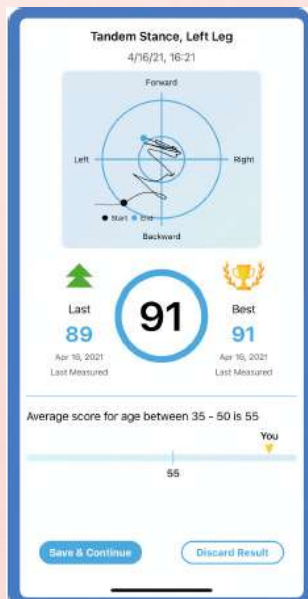 Tandem Stance, Left Leg
4/16/21, 16:21
Forward
Left
Right
Start End
Backward
Last
89
Apr 16, 2021
Last Measured
91
Best
91
Apr 16, 2021
Last Measured
Average score for age between 35 - 50 is 55
You
55
Save & Continue
Discard Result